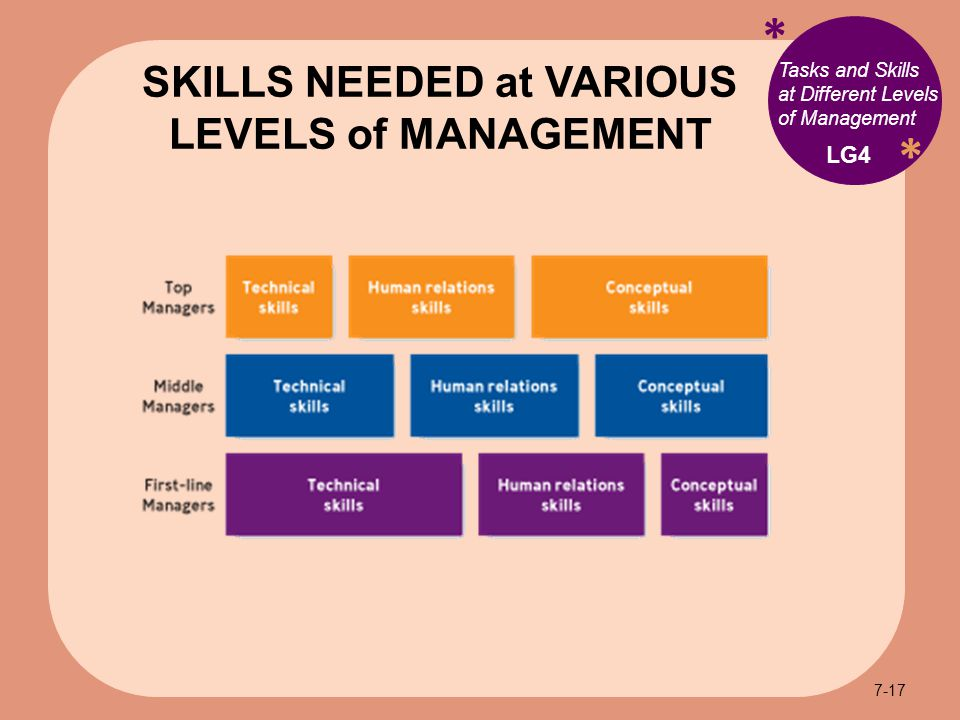 SKILLS NEEDED at VARIOUS
LEVELS of MANAGEMENT
*
Tasks and Skills
at Different Levels
of Management
LG4
*
Top
Managers
Technical
skills
Human relations
skills
Conceptual
skills
Middle
Managers
Technical
skills
Human relations
skills
Conceptual
skills
First-line
Managers
Technical
skills
Human relations
skills
Conceptual
skills
7-17